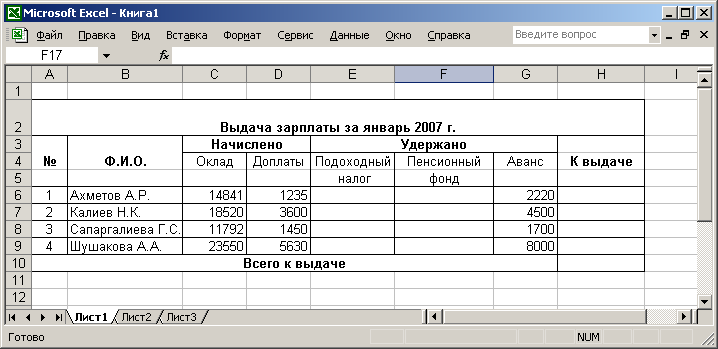 Microsoft Excel - Книга1
Файл Правка Вид Вставка Формат Сервис Данные Окно Справка Введите вопрос
F17 fx
A B C D E F G H I
1
2 Выдача зарплаты за январь 2007 г.
3 Начислено Удержано
4 № Ф.И.О. Оклад Доплаты Подоходный Пенсионный Аванс К выдаче
5 налог фонд
6 1 Ахметов А.Р. 14841 1235 2220
7 2 Калиев Н.К. 18520 3600 4500
8 3 Сапаргалиева Г.С. 11792 1450 1700
9 4 Шушакова А.А. 23550 5630 8000
10 Всего к выдаче
11
12
Лист1 Лист2 Лист3
Готово NUM